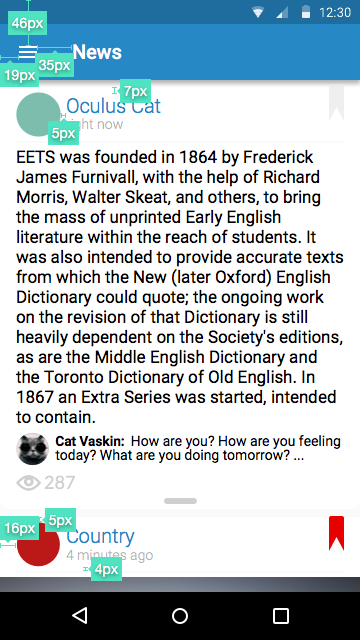 12:30
46px
News
35px
19px
7px
Oculus Cat
right now
5px
EETS was founded in 1864 by Frederick
James Furnivall, with the help of Richard
Morris, Walter Skeat, and others, to bring
the mass of unprinted Early English
literature within the reach of students. It
was also intended to provide accurate texts
from which the New (later Oxford) English
Dictionary could quote; the ongoing work
on the revision of that Dictionary is still
heavily dependent on the Society's editions,
as are the Middle English Dictionary and
the Toronto Dictionary of Old English. In
1867 an Extra Series was started, intended
to contain.
Cat Vaskin: How are you? How are you feeling
today? What are you doing tomorrow? ...
287
5px
16px
Country
4 minutes ago
4px